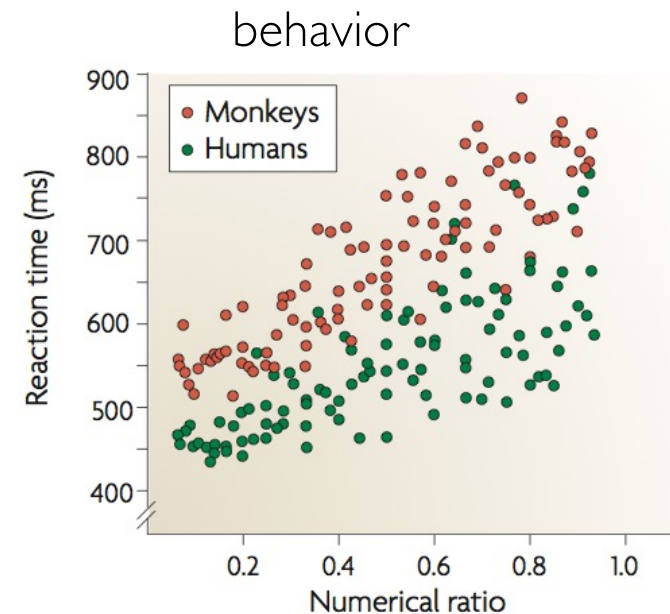 behavior
900
800
700
600
500
400
Reaction time (ms)
Monkeys
Humans
0.2 0.4 0.6 0.8 1.0
Numerical ratio